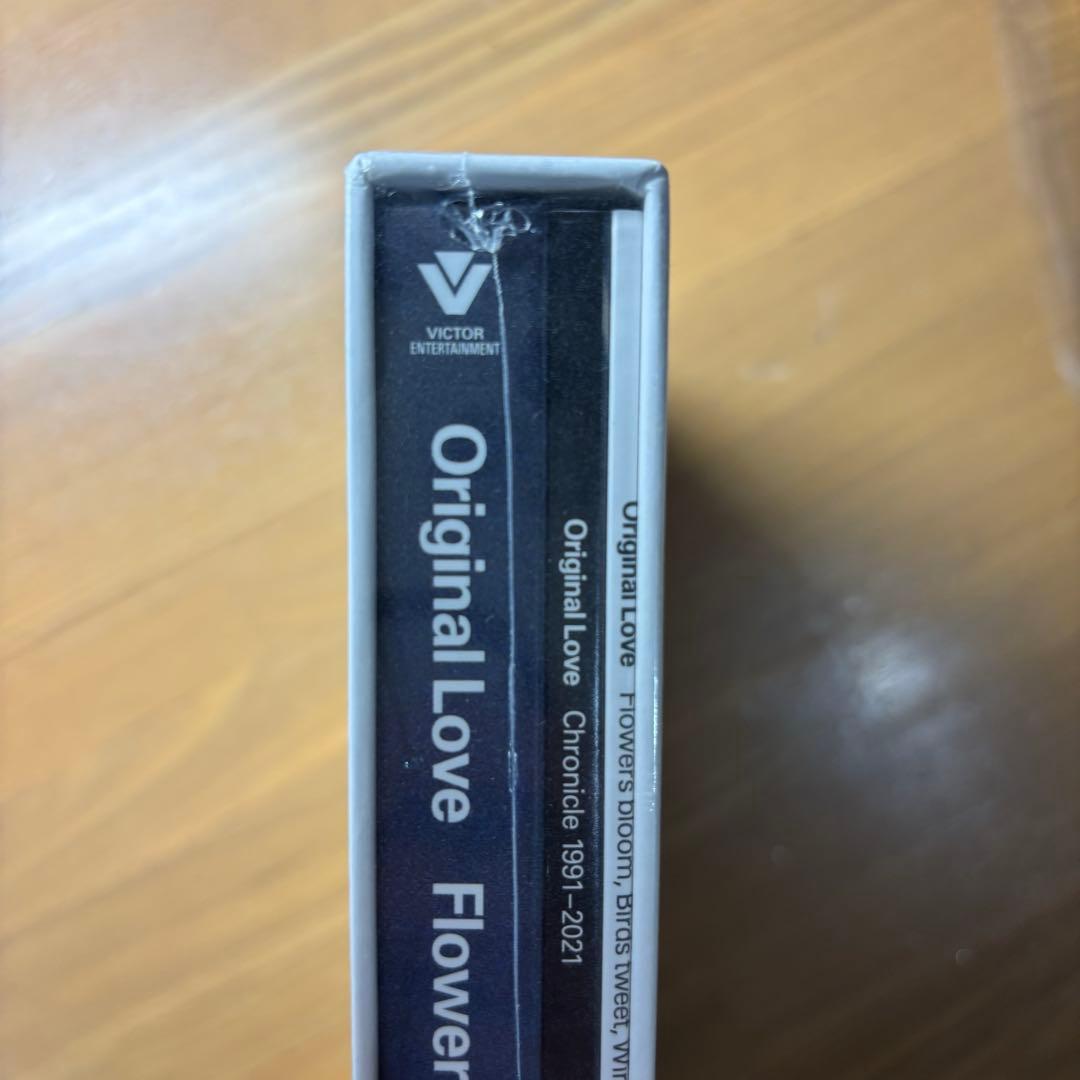 VICTOR
ENTERTAINMENT
Original Love Flower
Original Love Chronicle 1991–2021
Original Love Flowers bloom, Birds tweet,